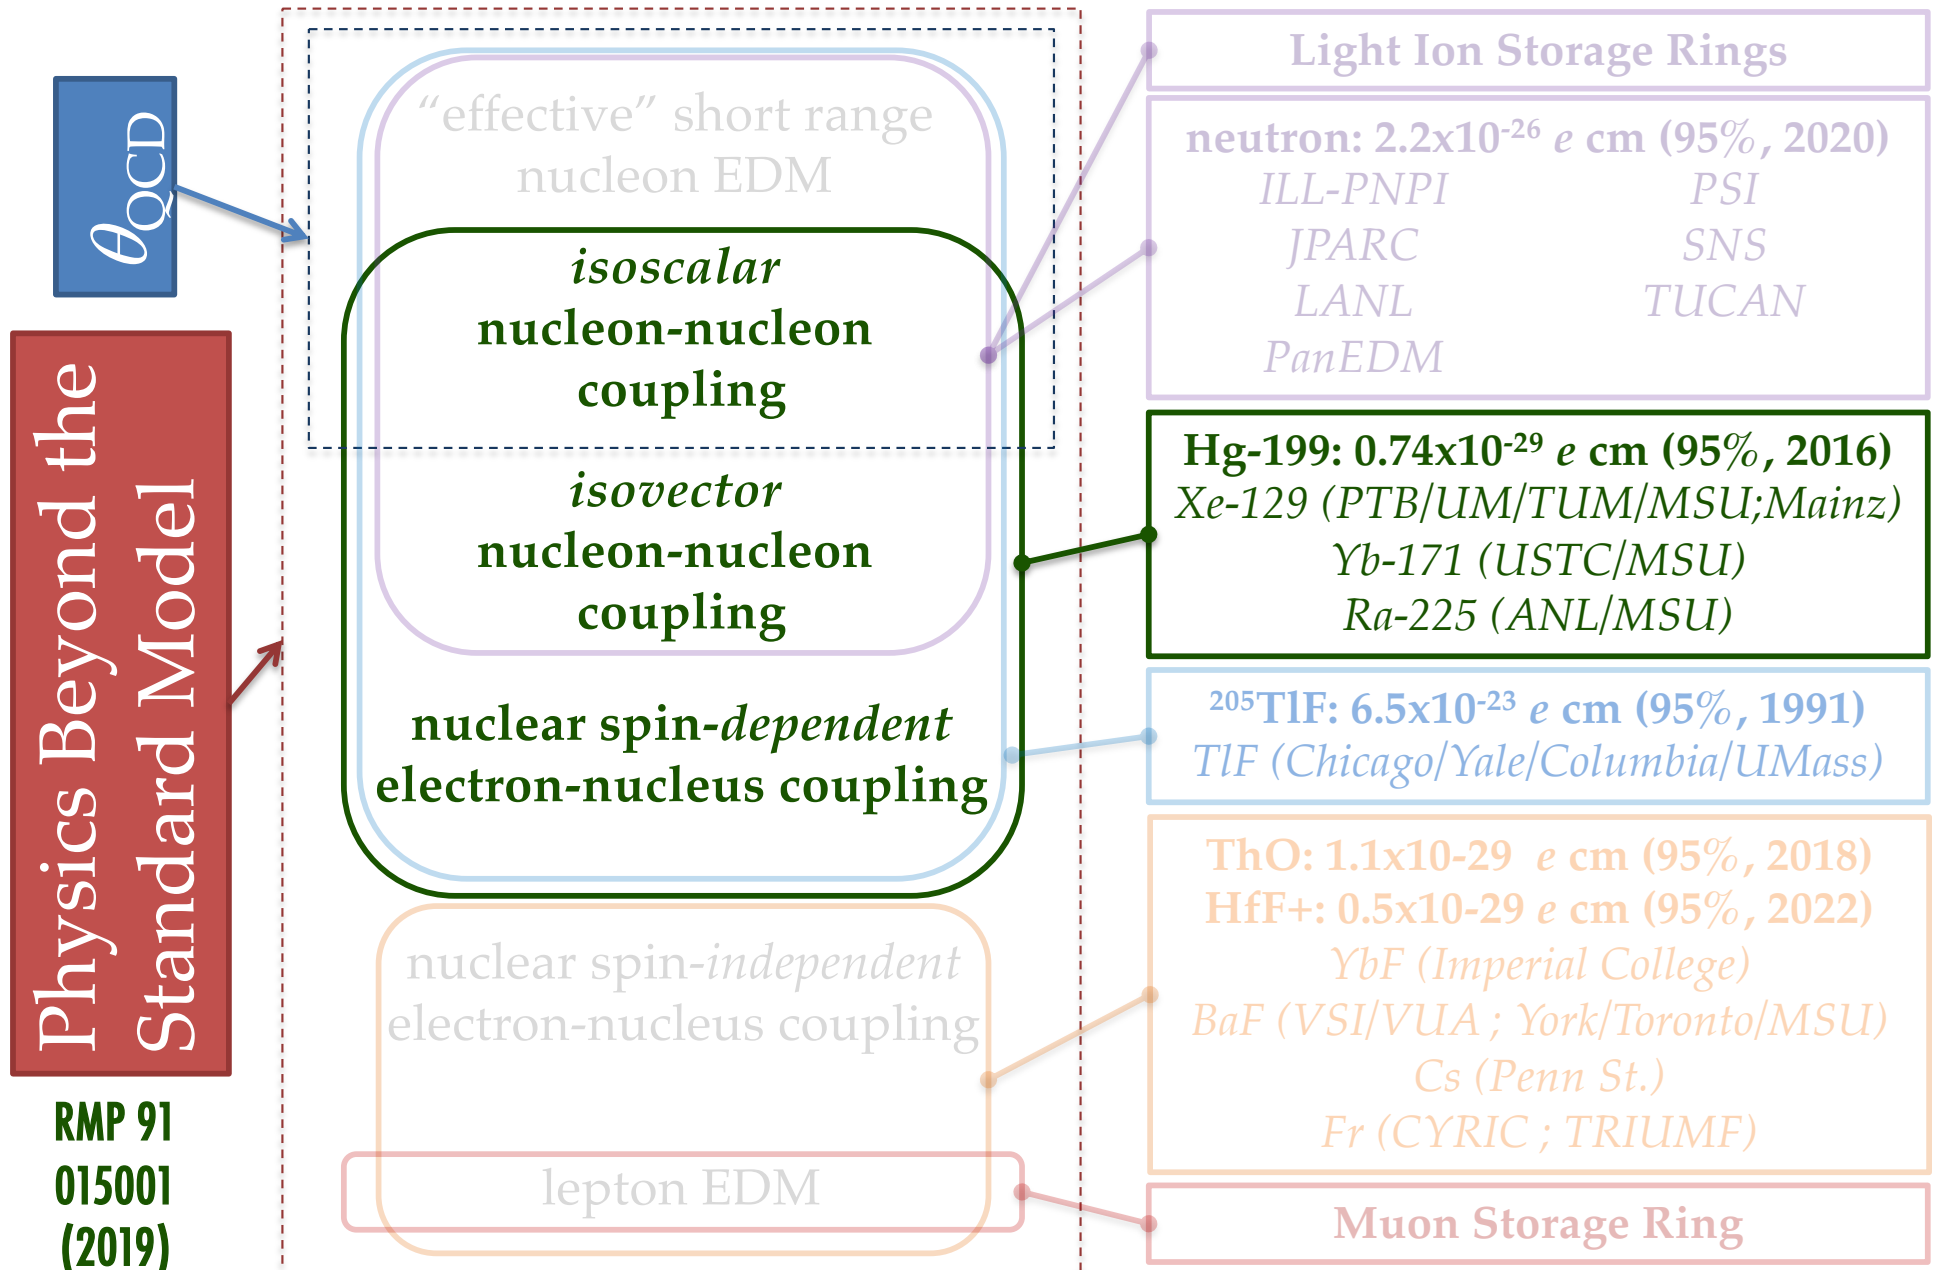 θQCD
Physics Beyond the
Standard Model
RMP 91
015001
(2019)
“effective” short range
nucleon EDM
isoscalar
nucleon-nucleon
coupling
isovector
nucleon-nucleon
coupling
nuclear spin-dependent
electron-nucleus coupling
nuclear spin-independent
electron-nucleus coupling
lepton EDM
Light Ion Storage Rings
neutron: 2.2x10⁻²⁶ e cm (95%, 2020)
ILL-PNPI PSI
JPARC SNS
LANL TUCAN
PanEDM
Hg-199: 0.74x10⁻²⁹ e cm (95%, 2016)
Xe-129 (PTB/UM/TUM/MSU;Mainz)
Yb-171 (USTC/MSU)
Ra-225 (ANL/MSU)
²⁰⁵TlF: 6.5x10⁻²³ e cm (95%, 1991)
TlF (Chicago/Yale/Columbia/UMass)
ThO: 1.1x10-29 e cm (95%, 2018)
HfF+: 0.5x10-29 e cm (95%, 2022)
YbF (Imperial College)
BaF (VSI/VUA ; York/Toronto/MSU)
Cs (Penn St.)
Fr (CYRIC ; TRIUMF)
Muon Storage Ring